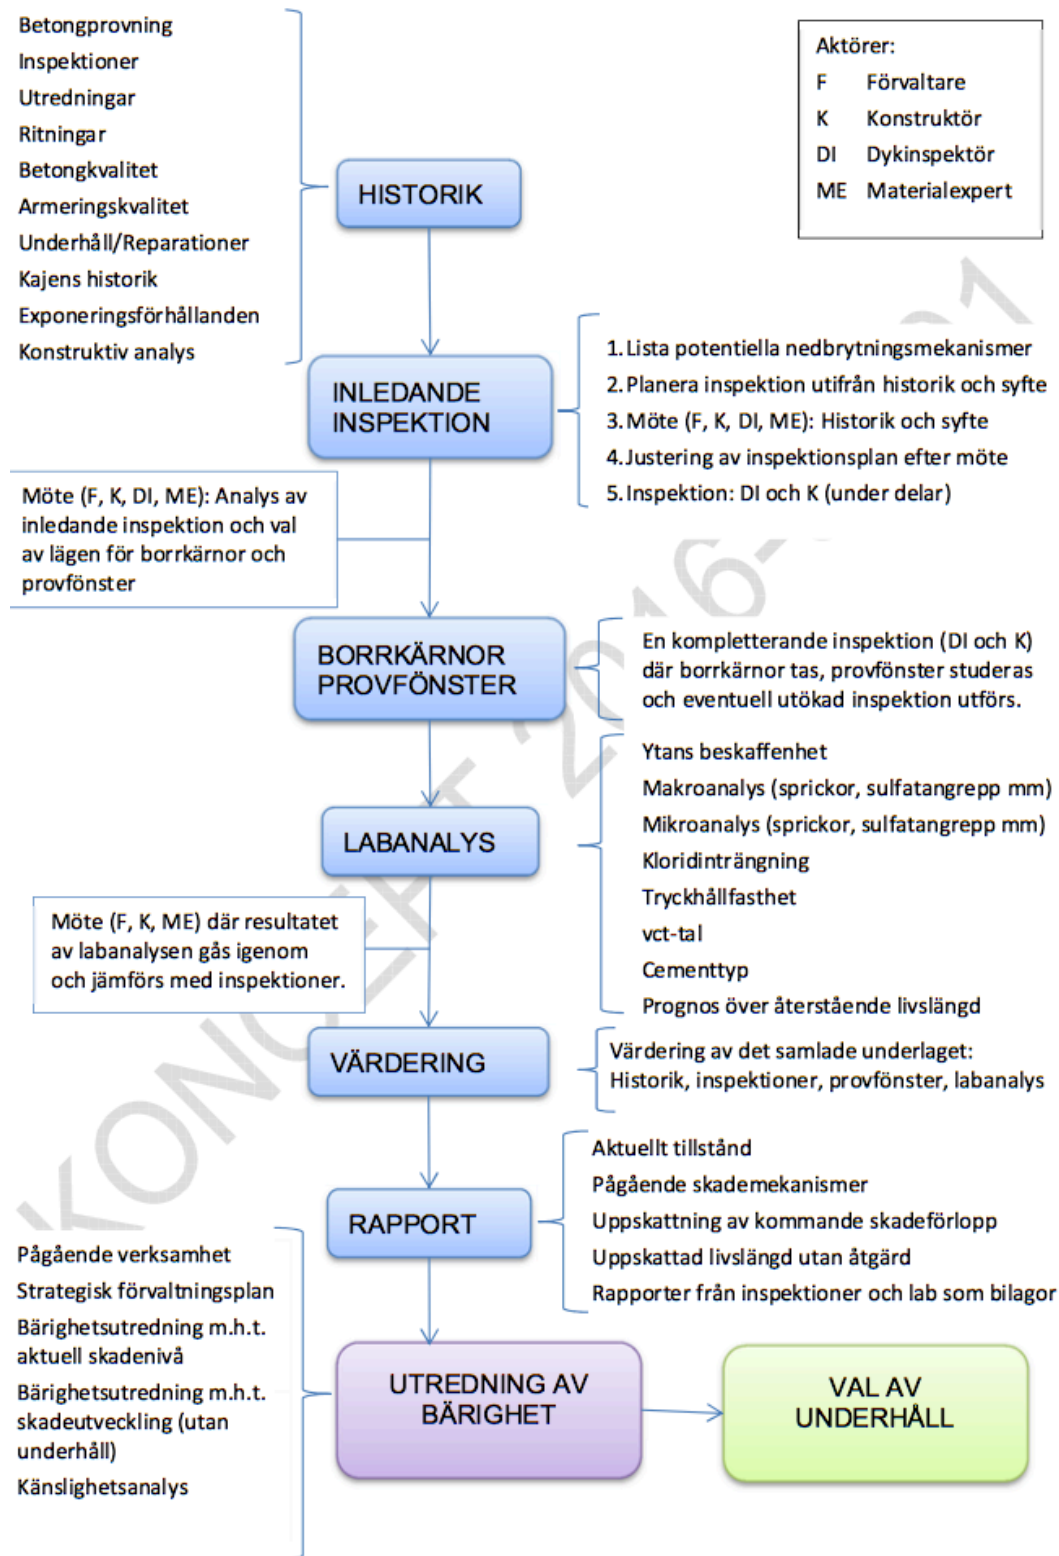 Betongprovning
Inspektioner
Utredningar
Ritningar
Betongkvalitet
Armeringskvalitet
Underhåll/Reparationer
Kajens historik
Exponeringsförhållanden
Konstruktiv analys
HISTORIK
Aktörer:
F Förvaltare
K Konstruktör
DI Dykinspektör
ME Materialexpert
INLEDANDE
INSPEKTION
1. Lista potentiella nedbrytningsmekanismer
2. Planera inspektion utifrån historik och syfte
3. Möte (F, K, DI, ME): Historik och syfte
4. Justering av inspektionsplan efter möte
5. Inspektion: DI och K (under delar)
Möte (F, K, DI, ME): Analys av
inledande inspektion och val
av lägen för borrkärnor och
provfönster
BORRKÄRNOR
PROVFÖNSTER
En kompletterande inspektion (DI och K)
där borrkärnor tas, provfönster studeras
och eventuell utökad inspektion utförs.
LABANALYS
Ytans beskaffenhet
Makroanalys (sprickor, sulfatangrepp mm)
Mikroanalys (sprickor, sulfatangrepp mm)
Kloridinträngning
Tryckhållfasthet
vct-tal
Cementtyp
Prognos över återstående livslängd
Möte (F, K, ME) där resultatet
av labanalysen gås igenom
och jämförs med inspektioner.
VÄRDERING
Värdering av det samlade underlaget:
Historik, inspektioner, provfönster, labanalys
RAPPORT
Aktuellt tillstånd
Pågående skademekanismer
Uppskattning av kommande skadeförlopp
Uppskattad livslängd utan åtgärd
Rapporter från inspektioner och lab som bilagor
Pågående verksamhet
Strategisk förvaltningsplan
Bärighetsutredning m.h.t.
aktuell skadenivå
Bärighetsutredning m.h.t.
skadeutveckling (utan
underhåll)
Känslighetsanalys
UTREDNING AV
BÄRIGHET
VAL AV
UNDERHÅLL
KONCEPT 2016-